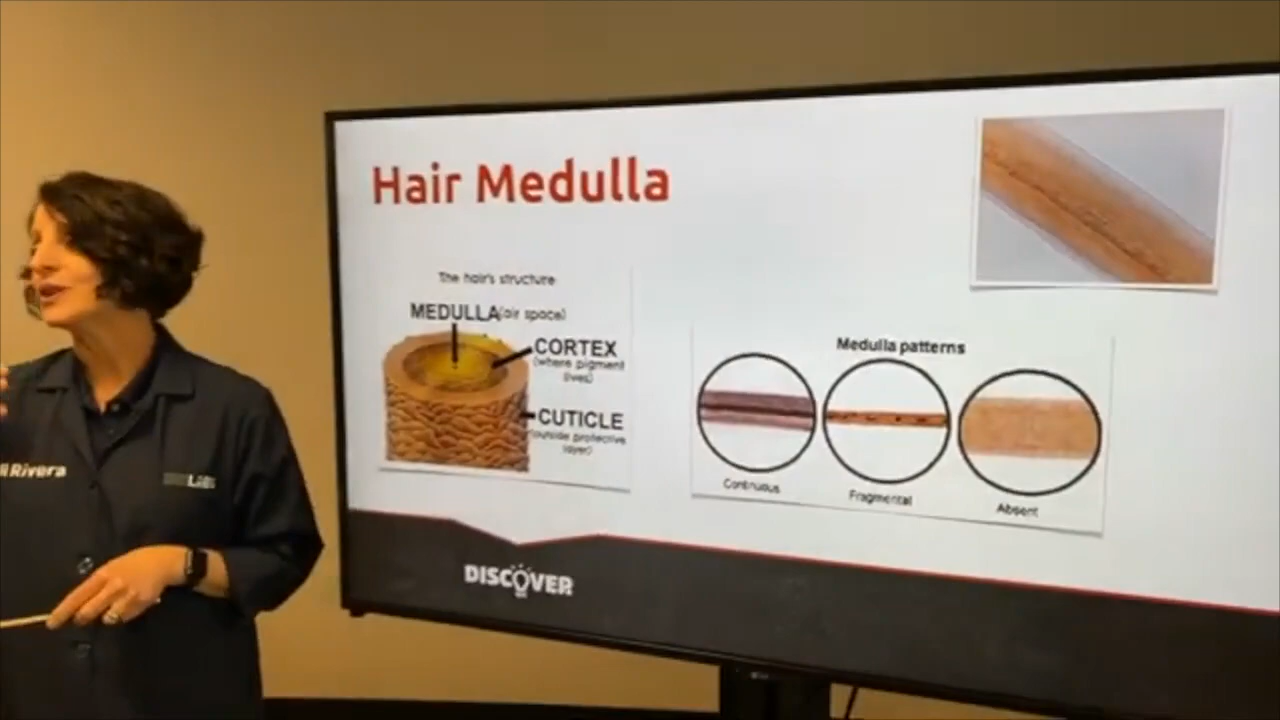 Hair Medulla
The hair's structure
MEDULLA (air space)
CORTEX
(where pigment
lives)
CUTICLE
(outside protective
layer)
Medulla patterns
Continuous
Fragmental
Absent
DISCOVER
Rivera
LABS